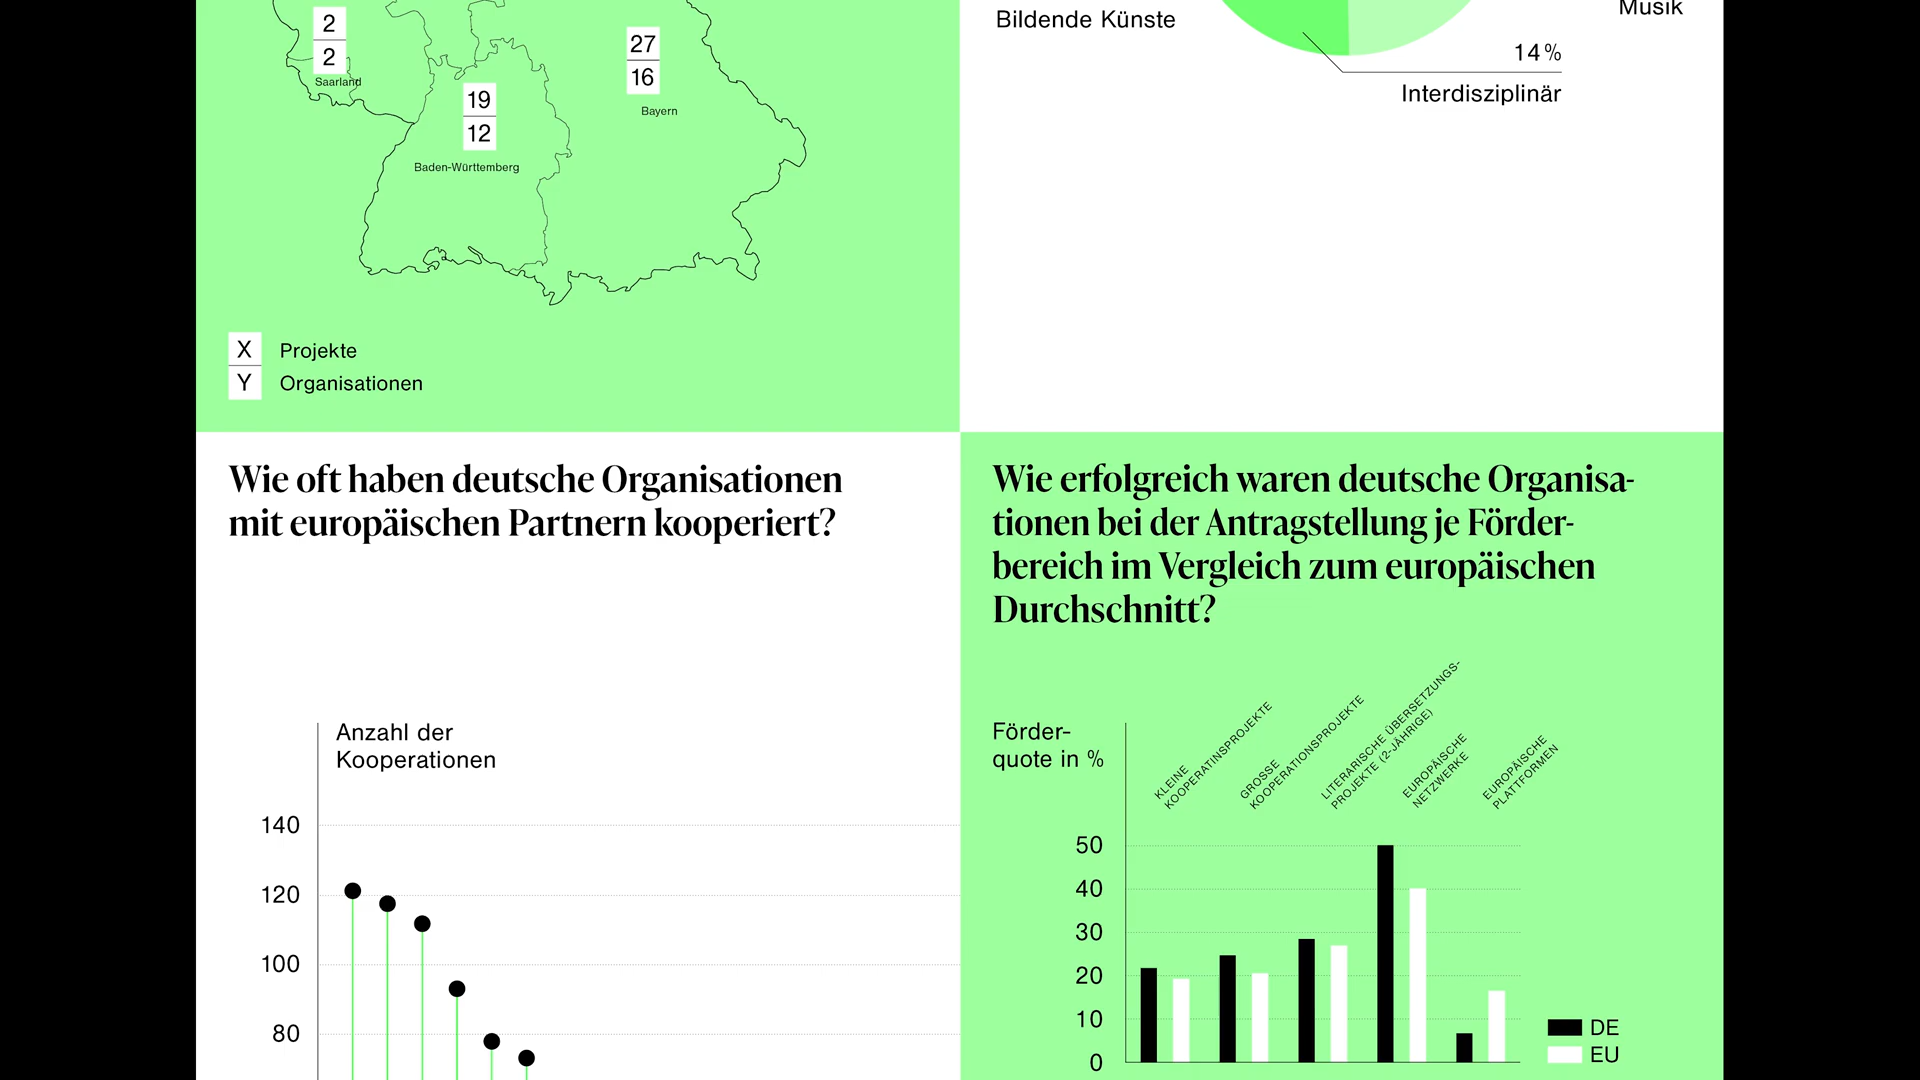 2
2
Saarland
19
12
Baden-Württemberg
27
16
Bayern
X
Projekte
Y
Organisationen
Bildende Künste
Musik
14 %
Interdisziplinär
Wie oft haben deutsche Organisationen
mit europäischen Partnern kooperiert?
Anzahl der
Kooperationen
140
120
100
80
Wie erfolgreich waren deutsche Organisa-
tionen bei der Antragstellung je Förder-
bereich im Vergleich zum europäischen
Durchschnitt?
Förder-
quote in %
KLEINE
KOOPERATINSPROJEKTE
GROSSE
KOOPERATIONSPROJEKTE
LITERARISCHE ÜBERSETZUNGS-
PROJEKTE (2-JÄHRIGE)
EUROPÄISCHE
NETZWERKE
EUROPÄISCHE
PLATTFORMEN
50
40
30
20
10
0
DE
EU